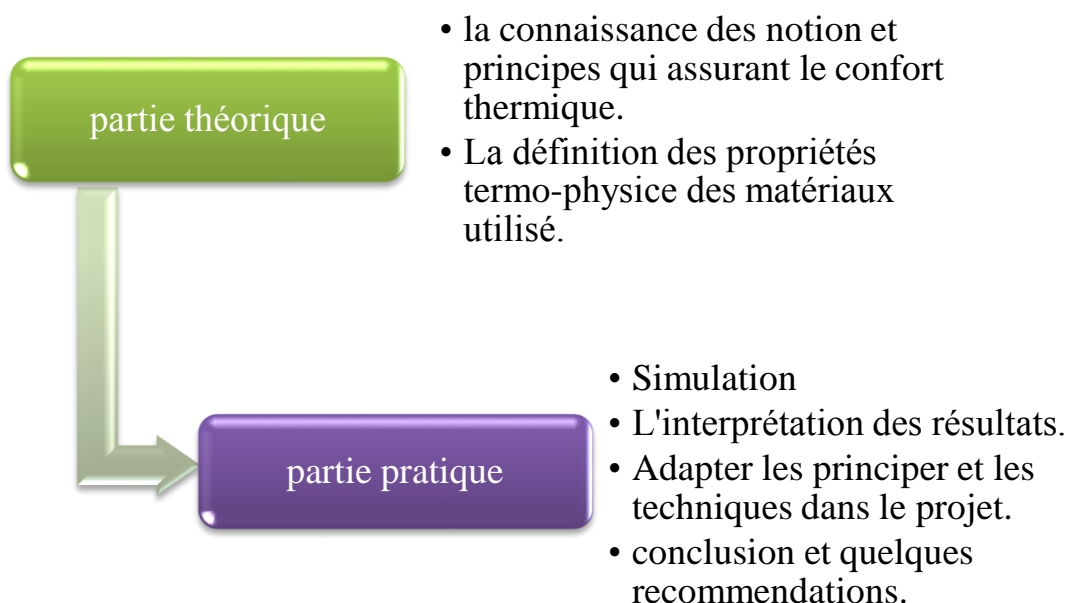 partie théorique
• la connaissance des notion et
principes qui assurant le confort
thermique.
• La définition des propriétés
termo-physice des matériaux
utilisé.
partie pratique
• Simulation
• L'interprétation des résultats.
• Adapter les principer et les
techniques dans le projet.
• conclusion et quelques
recommendations.